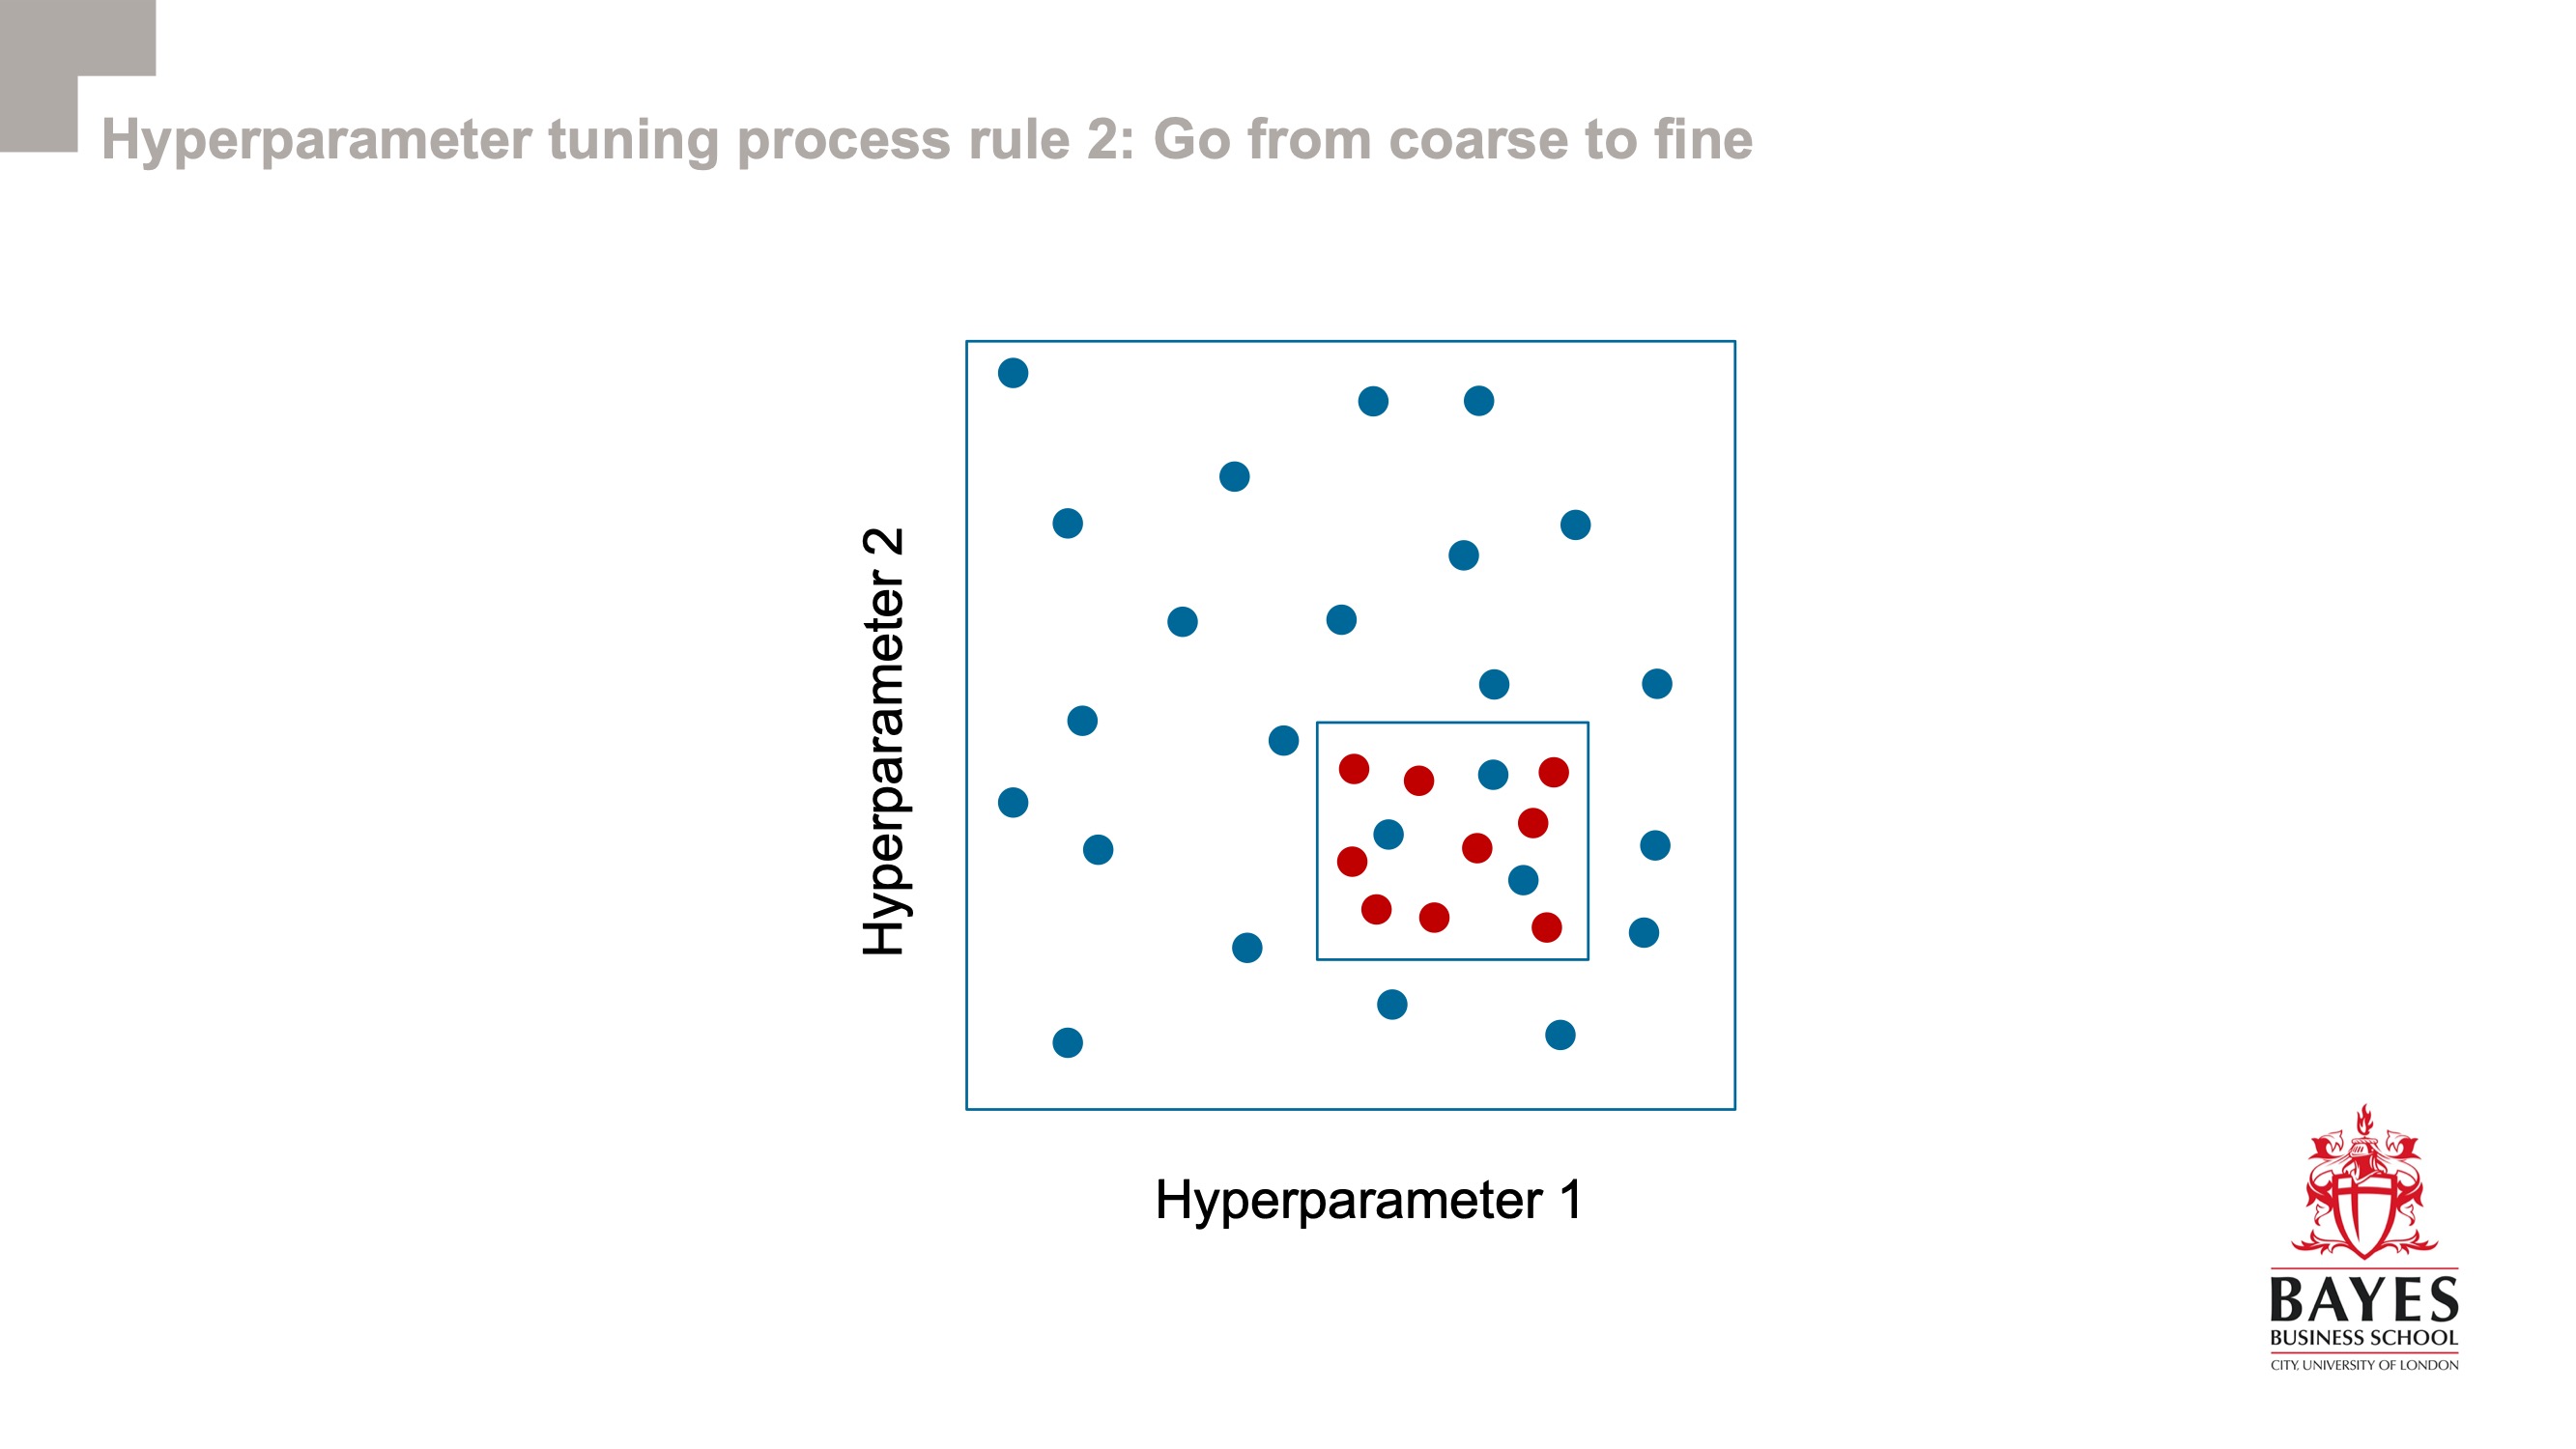 Hyperparameter tuning process rule 2: Go from coarse to fine
Hyperparameter 2
Hyperparameter 1
BAYES
BUSINESS SCHOOL
CITY, UNIVERSITY OF LONDON